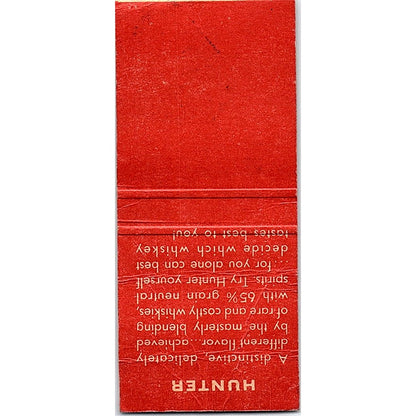 HUNTER
A distinctive, delicately
different flavor...achieved
by the masterly blending
of rare and costly whiskies,
with 65% grain neutral
spirits. Try Hunter yourself
...for you alone can best
decide which whiskey
tastes best to you!